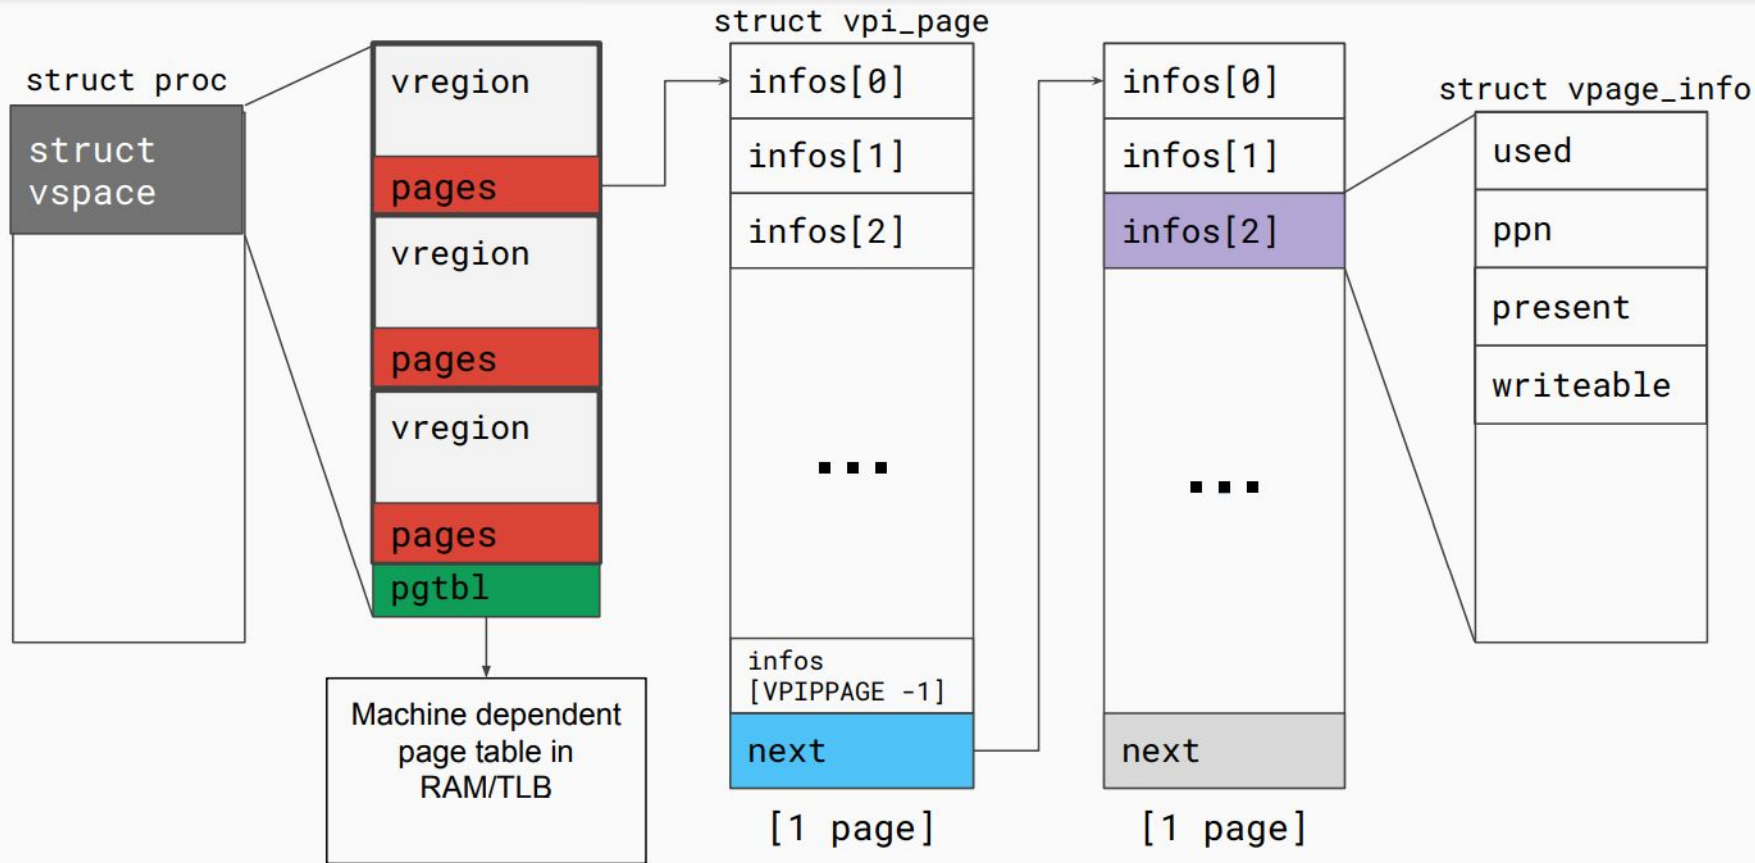 struct proc
struct
vspace
vregion
pages
vregion
pages
vregion
pages
pgtbl
Machine dependent
page table in
RAM/TLB
struct vpi_page
infos[0]
infos[1]
infos[2]
...
infos
[VPIPPAGE -1]
next
[1 page]
infos[0]
infos[1]
infos[2]
...
next
[1 page]
struct vpage_info
used
ppn
present
writeable